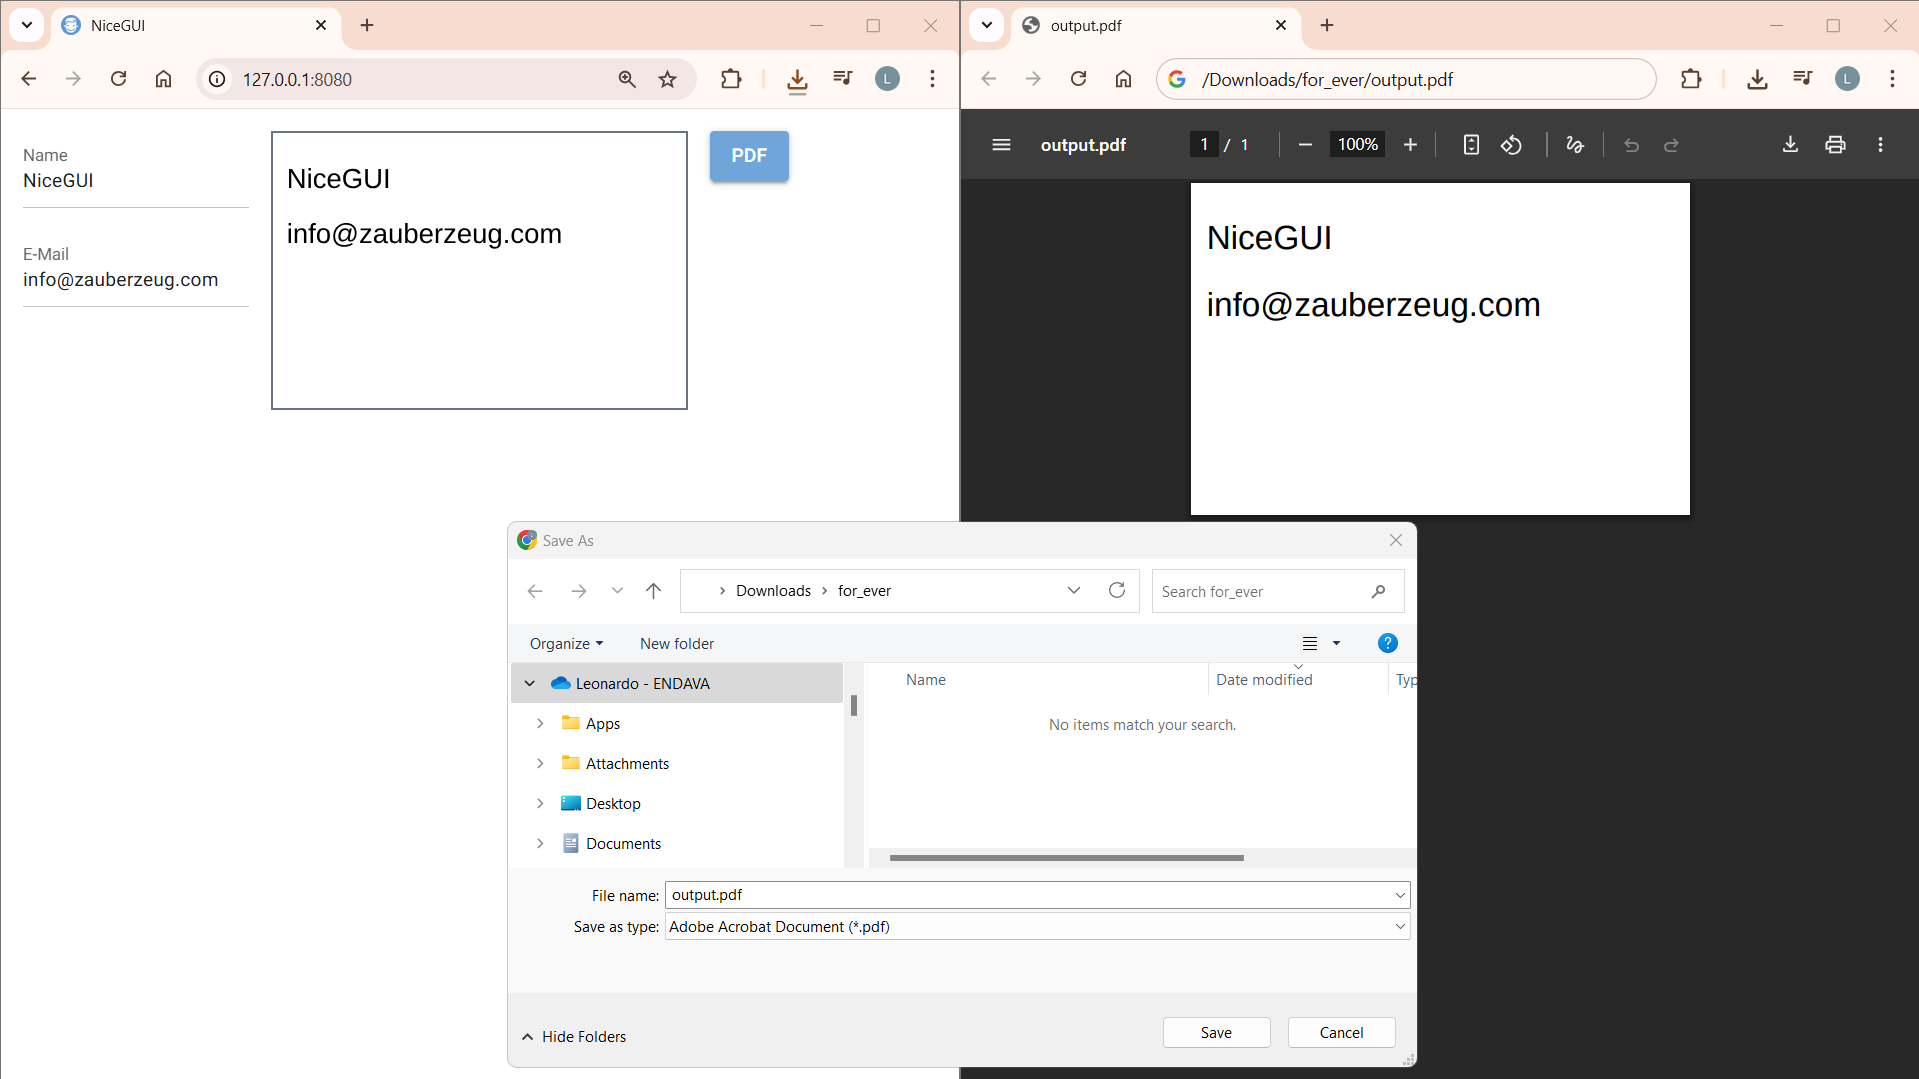 NiceGUI
127.0.0.1:8080
L
Name
NiceGUI
E-Mail
info@zauberzeug.com
NiceGUI
info@zauberzeug.com
PDF
output.pdf
/Downloads/for_ever/output.pdf
L
output.pdf
1 / 1
100%
NiceGUI
info@zauberzeug.com
Save As
Downloads
for_ever
Search for_ever
Organize
New folder
?
Leonardo - ENDAVA
Apps
Attachments
Desktop
Documents
Name
Date modified
Typ
No items match your search.
File name: output.pdf
Save as type: Adobe Acrobat Document (*.pdf)
Hide Folders
Save
Cancel